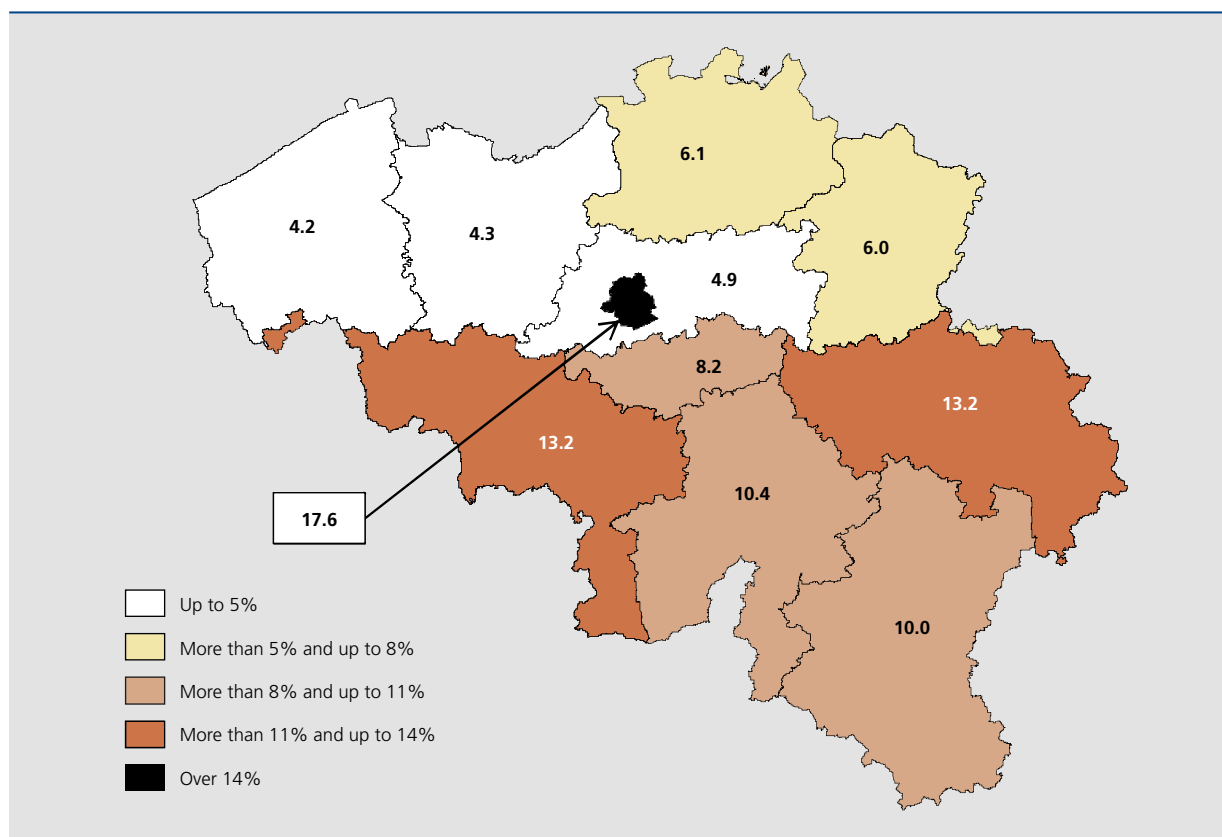 6.1
4.2
4.3
6.0
4.9
8.2
13.2
13.2
10.4
17.6
10.0
Up to 5%
More than 5% and up to 8%
More than 8% and up to 11%
More than 11% and up to 14%
Over 14%